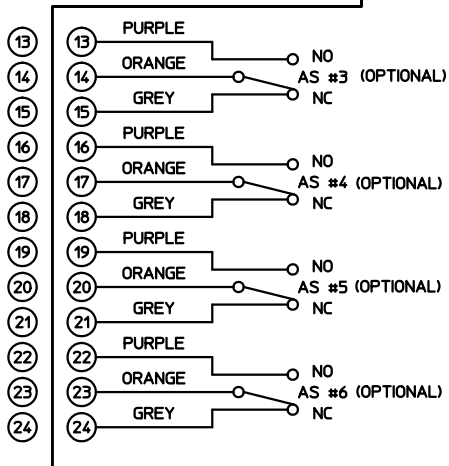 PURPLE
13 13 NO
ORANGE
14 14 AS #3 (OPTIONAL)
GREY
15 15 NC
PURPLE
16 16 NO
ORANGE
17 17 AS #4 (OPTIONAL)
GREY
18 18 NC
PURPLE
19 19 NO
ORANGE
20 20 AS #5 (OPTIONAL)
GREY
21 21 NC
PURPLE
22 22 NO
ORANGE
23 23 AS #6 (OPTIONAL)
GREY
24 24 NC